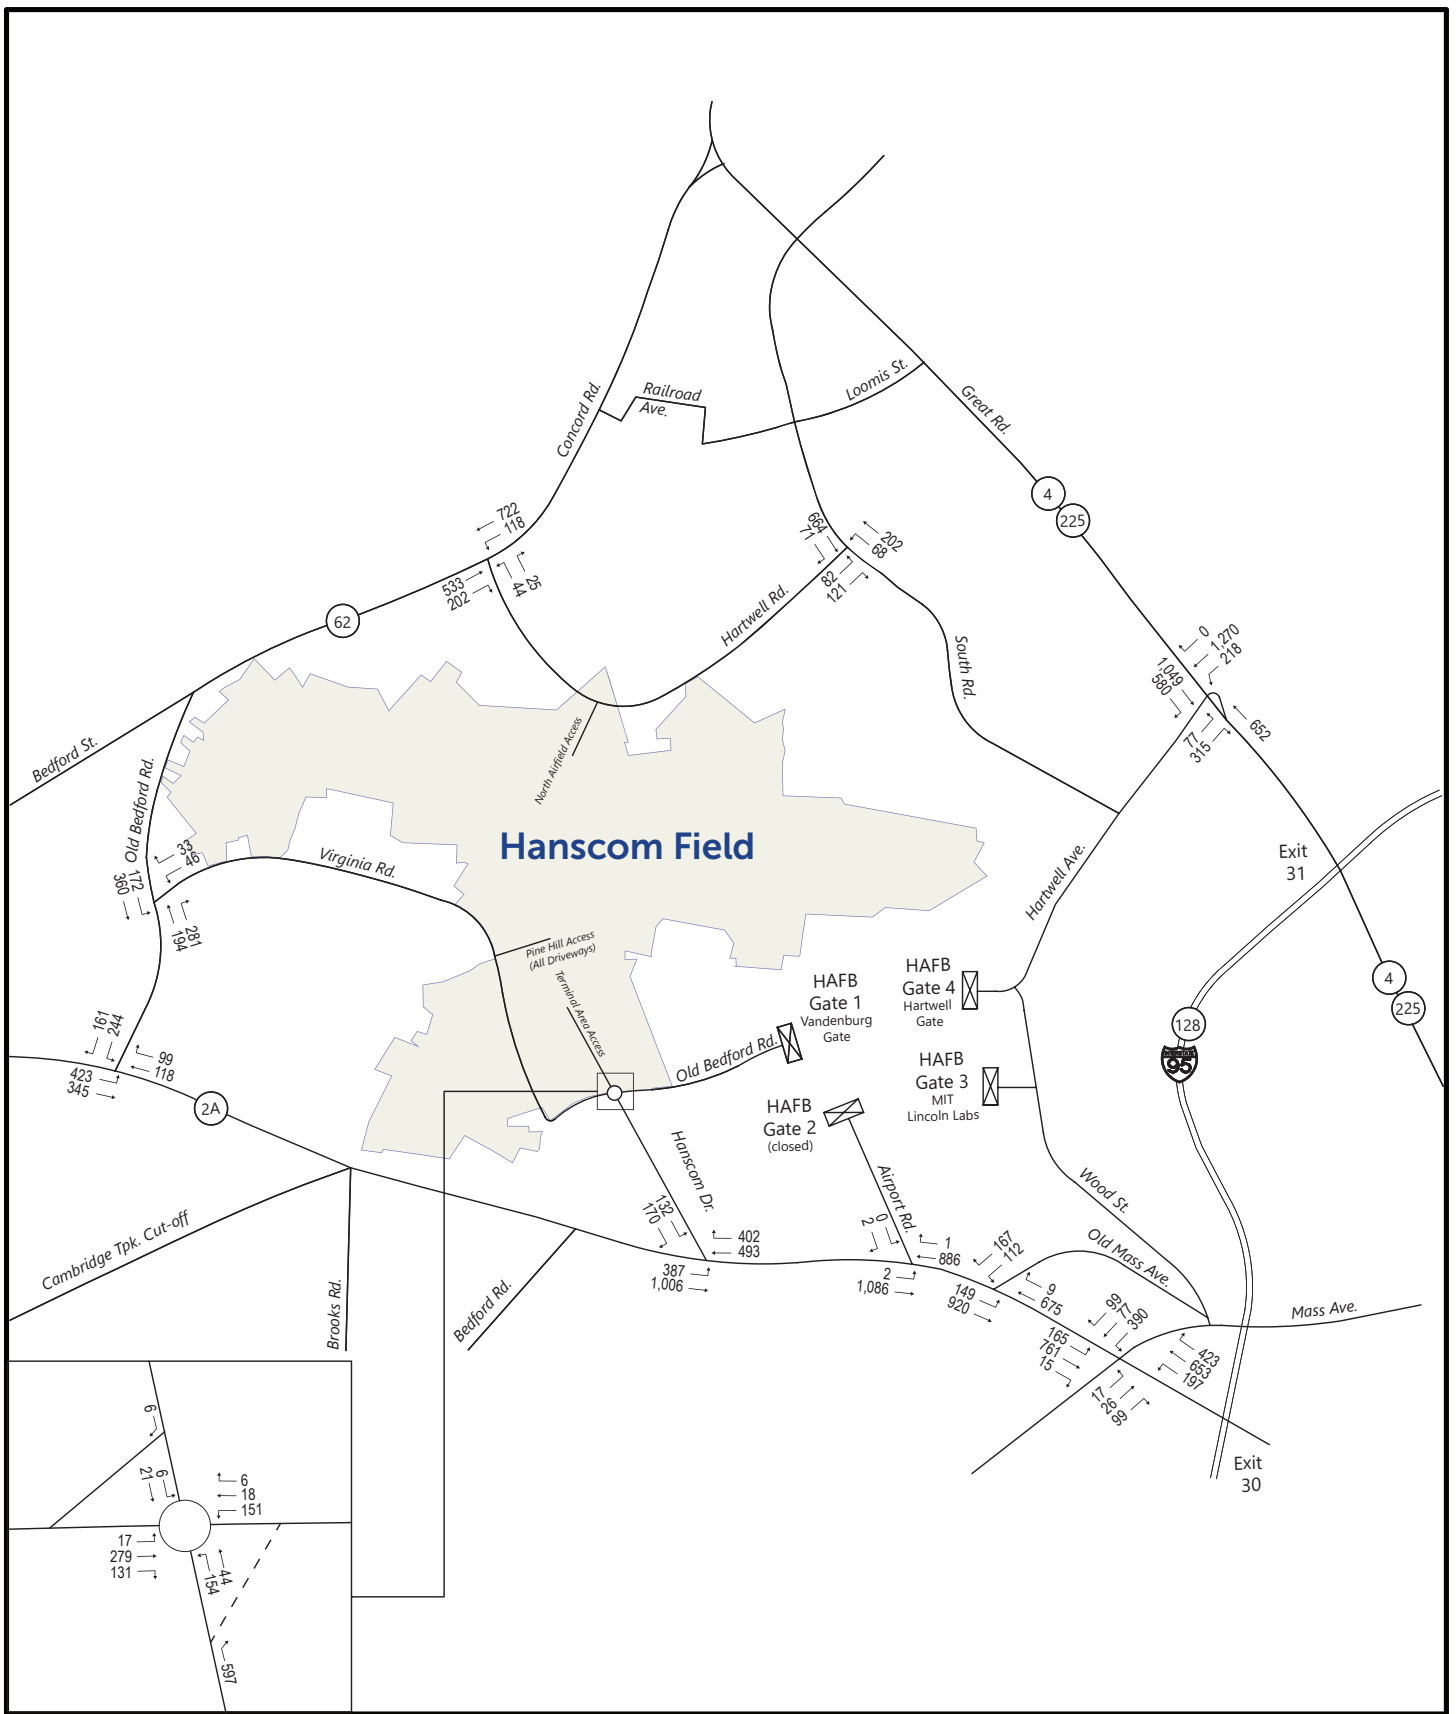 Concord Rd.
Railroad
Ave.
Loomis St.
Great Rd.
4
225
722
118
533
202
25
44
62
664
71
202
68
82
121
Hartwell Rd.
South Rd.
0
1,270
218
1,049
580
77
315
652
Bedford St.
North Airfield Access
Old Bedford Rd.
Hanscom Field
Virginia Rd.
33
46
172
360
281
194
Hartwell Ave.
Exit
31
Pine Hill Access
(All Driveways)
Terminal Area Access
HAFB
Gate 1
Vandenburg
Gate
HAFB
Gate 4
Hartwell
Gate
4
225
128
INTERSTATE
95
161
244
99
118
423
345
2A
Old Bedford Rd.
HAFB
Gate 3
MIT
Lincoln Labs
HAFB
Gate 2
(closed)
Hanscom Dr.
Airport Rd.
Wood St.
Old Mass Ave.
Mass Ave.
Cambridge Tpk. Cut-off
Brooks Rd.
Bedford Rd.
132
170
402
493
387
1,006
0
2
1
886
2
1,086
167
112
9
675
149
920
99
77
390
165
761
15
423
653
197
17
26
99
Exit
30
6
6
21
6
18
151
17
279
131
44
154
597